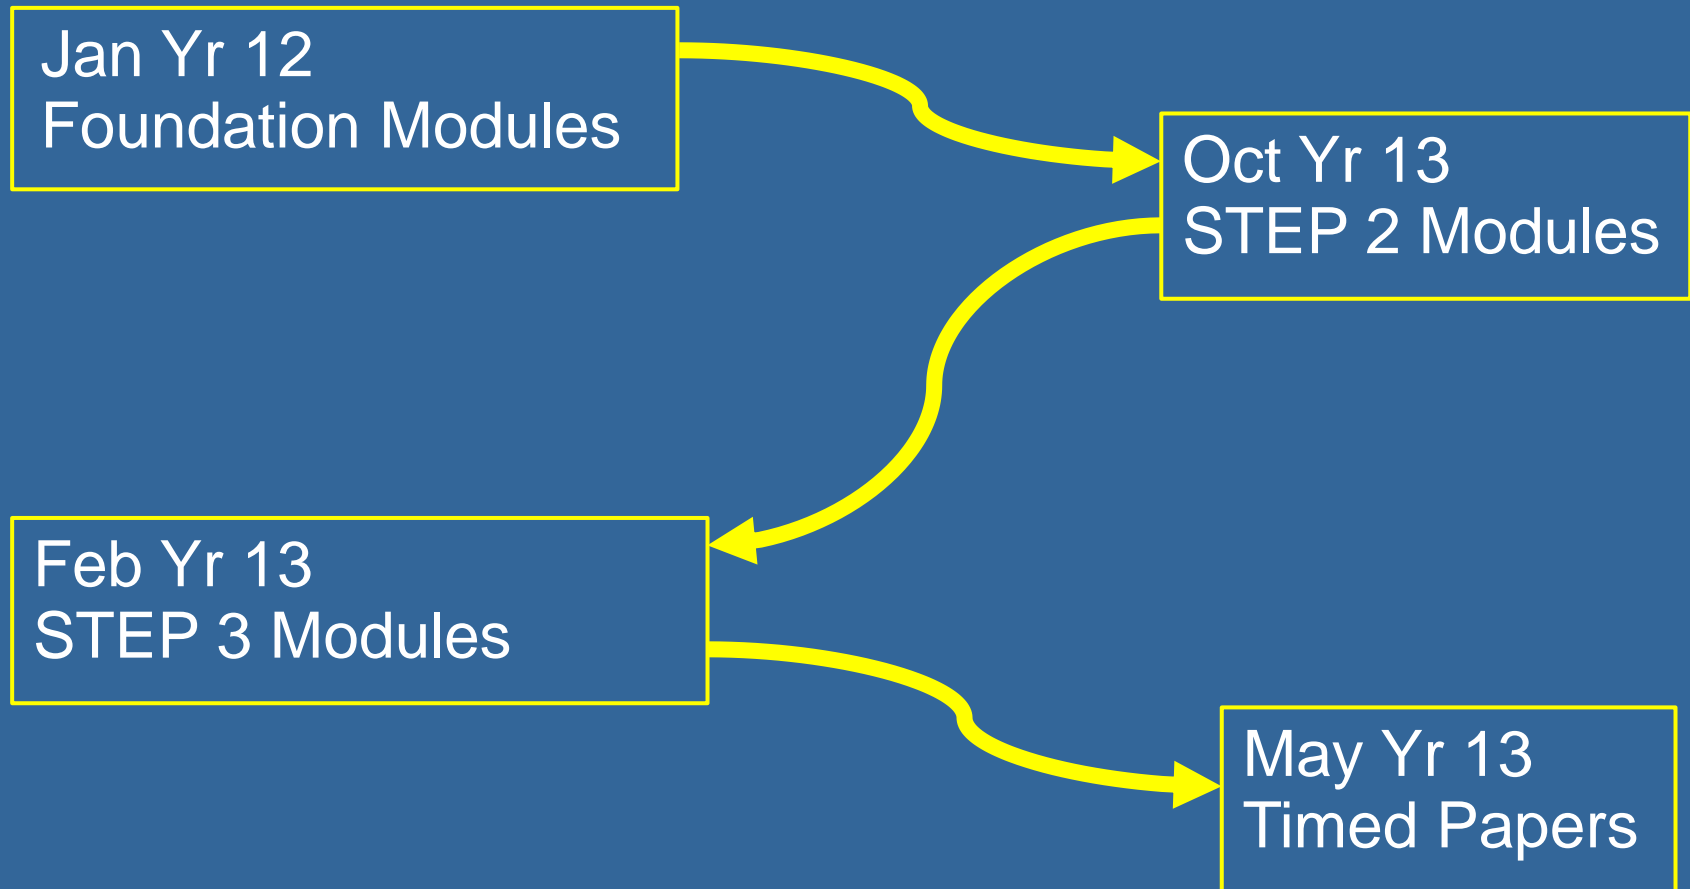 Jan Yr 12
Foundation Modules
Oct Yr 13
STEP 2 Modules
Feb Yr 13
STEP 3 Modules
May Yr 13
Timed Papers